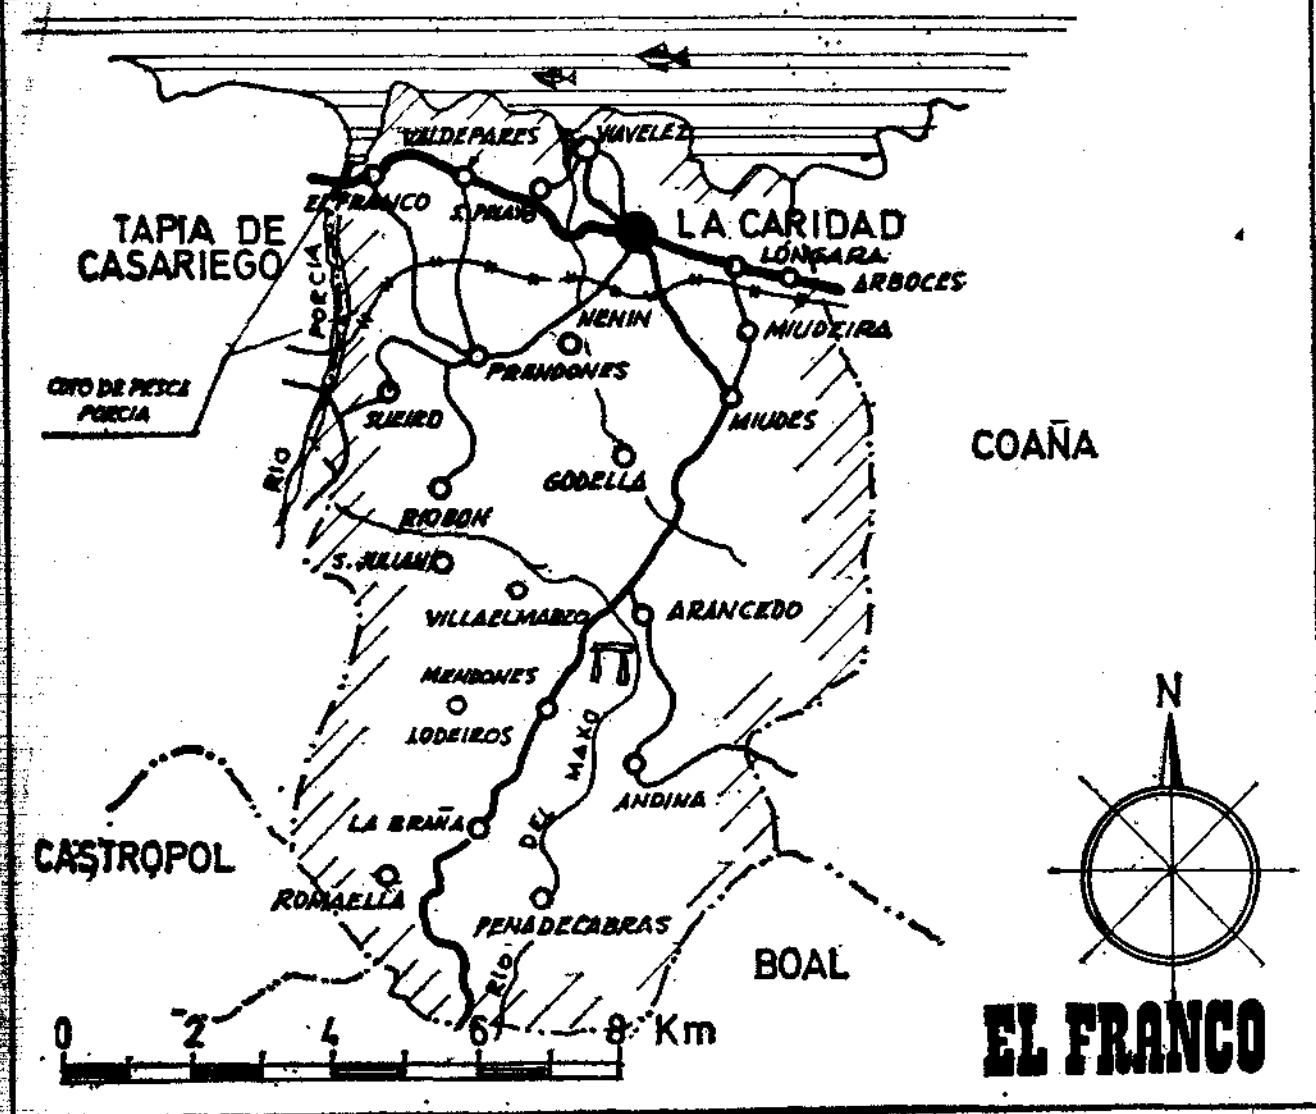 VALDEPARES
VIAVELEZ
EL FRANCO
S. PELAYO
TAPIA DE
CASARIEGO
LA CARIDAD
LÓNGARA
ARBOCES
PORCIA
NENIN
MIUDEIRA
PRENDONES
COTO DE PESCA
PORCIA
SUEIRO
MIUDES
COAÑA
RIO
GODELLA
RIOBON
S. JULIAN
VILLAELMARZO
ARANCEDO
MENDONES
LODEIROS
MAZO
N
ANDINA
LA BRAÑA
DEL
CASTROPOL
ROMAELLA
PENADECABRAS
BOAL
RIO
0 2 4 6 8 Km
EL FRANCO